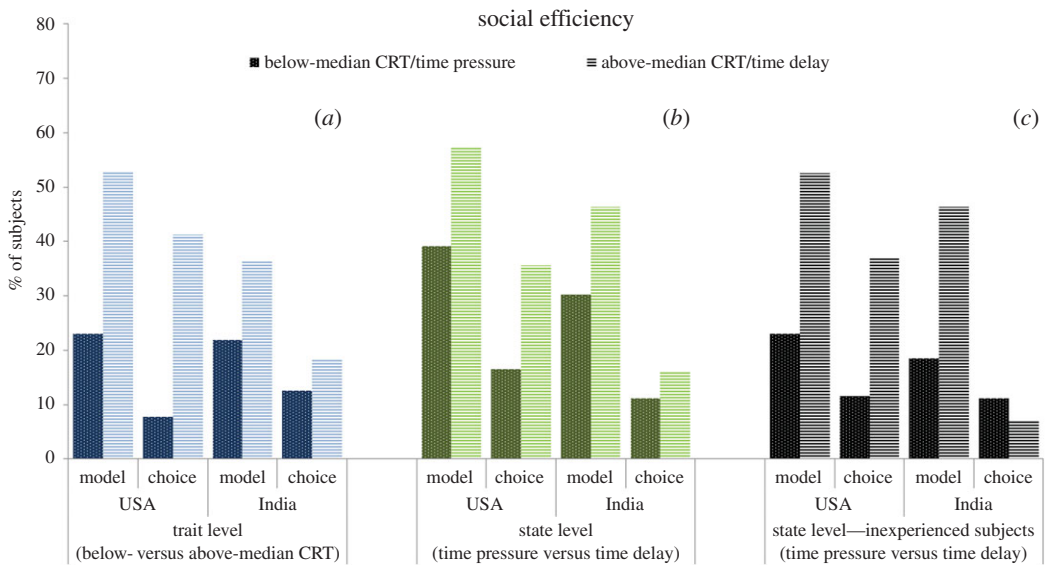 social efficiency
below-median CRT/time pressure
above-median CRT/time delay
(a)
(b)
(c)
% of subjects
80
70
60
50
40
30
20
10
0
model choice model choice
USA India
trait level
(below- versus above-median CRT)
model choice model choice
USA India
state level
(time pressure versus time delay)
model choice model choice
USA India
state level—inexperienced subjects
(time pressure versus time delay)